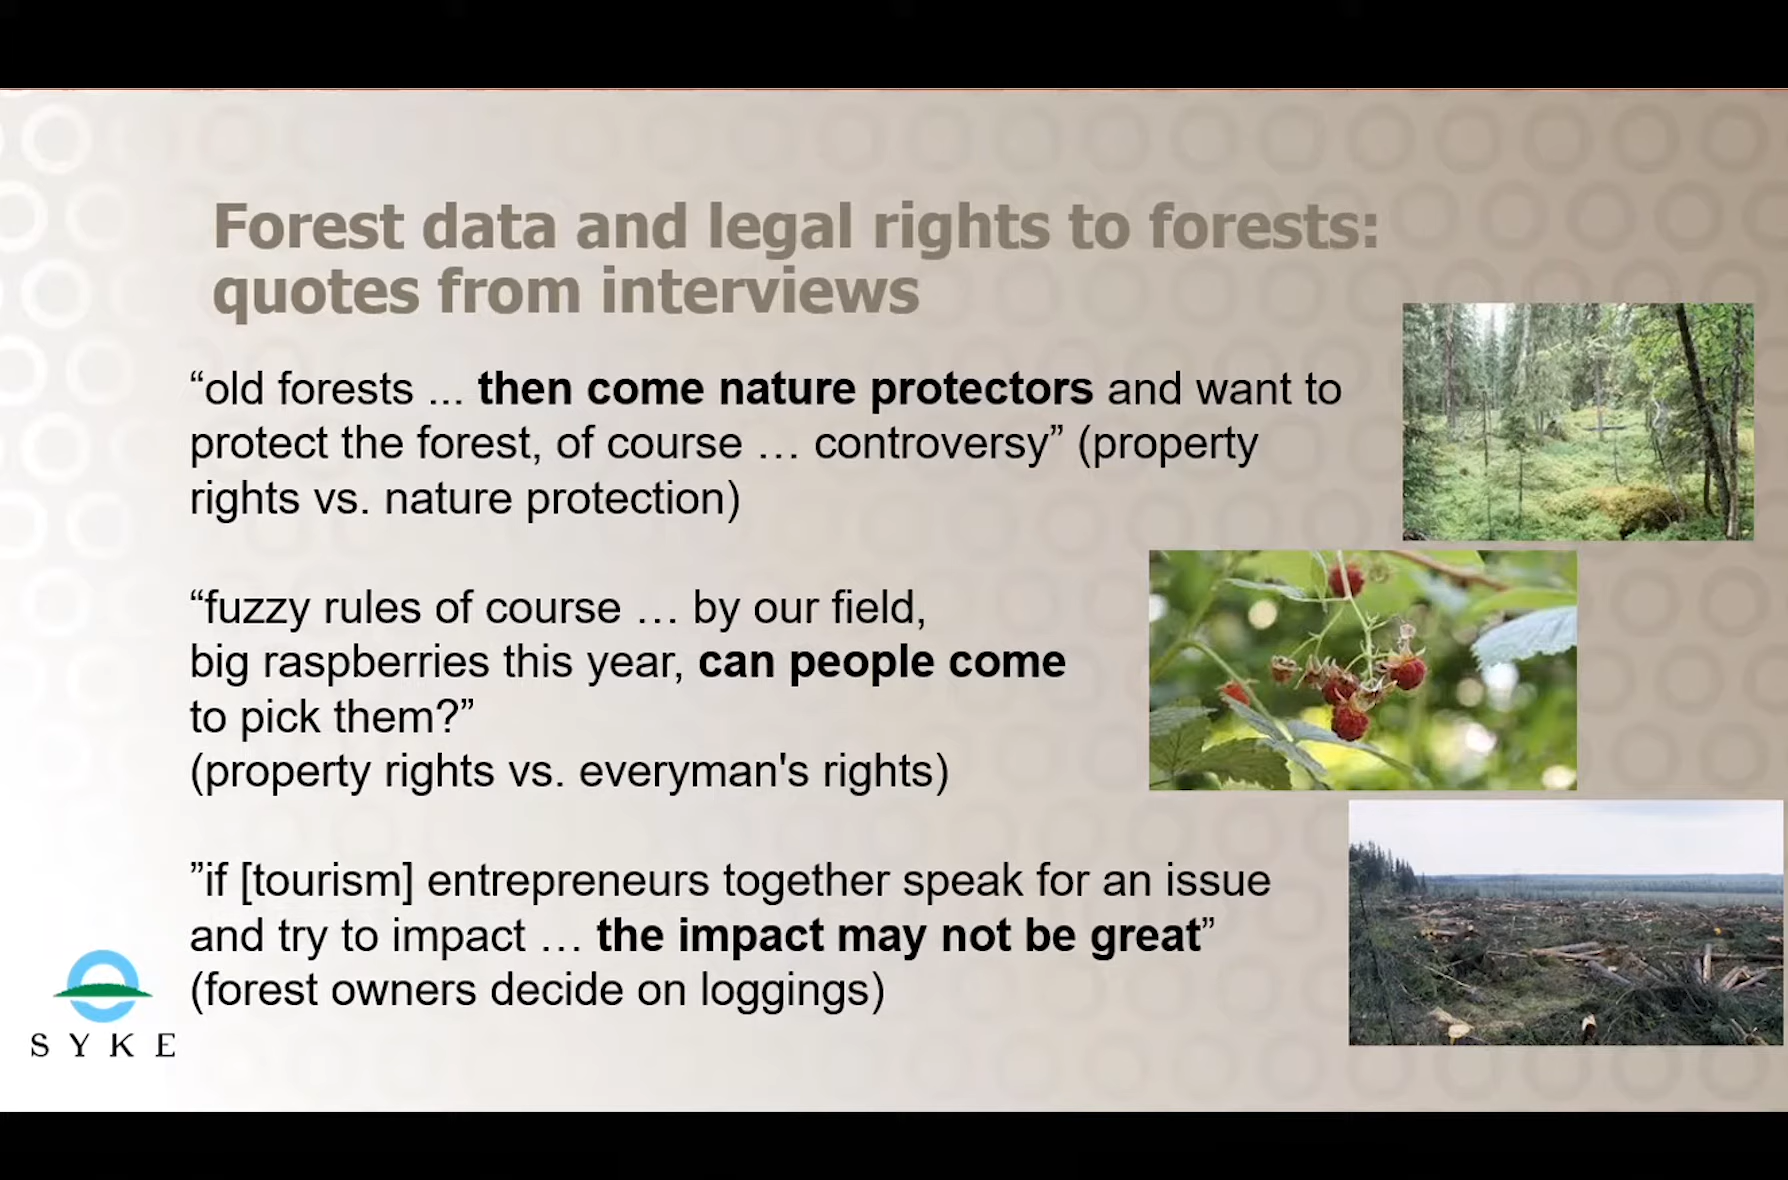 Forest data and legal rights to forests:
quotes from interviews
“old forests ... then come nature protectors and want to
protect the forest, of course … controversy” (property
rights vs. nature protection)
“fuzzy rules of course … by our field,
big raspberries this year, can people come
to pick them?”
(property rights vs. everyman's rights)
”if [tourism] entrepreneurs together speak for an issue
and try to impact … the impact may not be great”
(forest owners decide on loggings)
SYKE